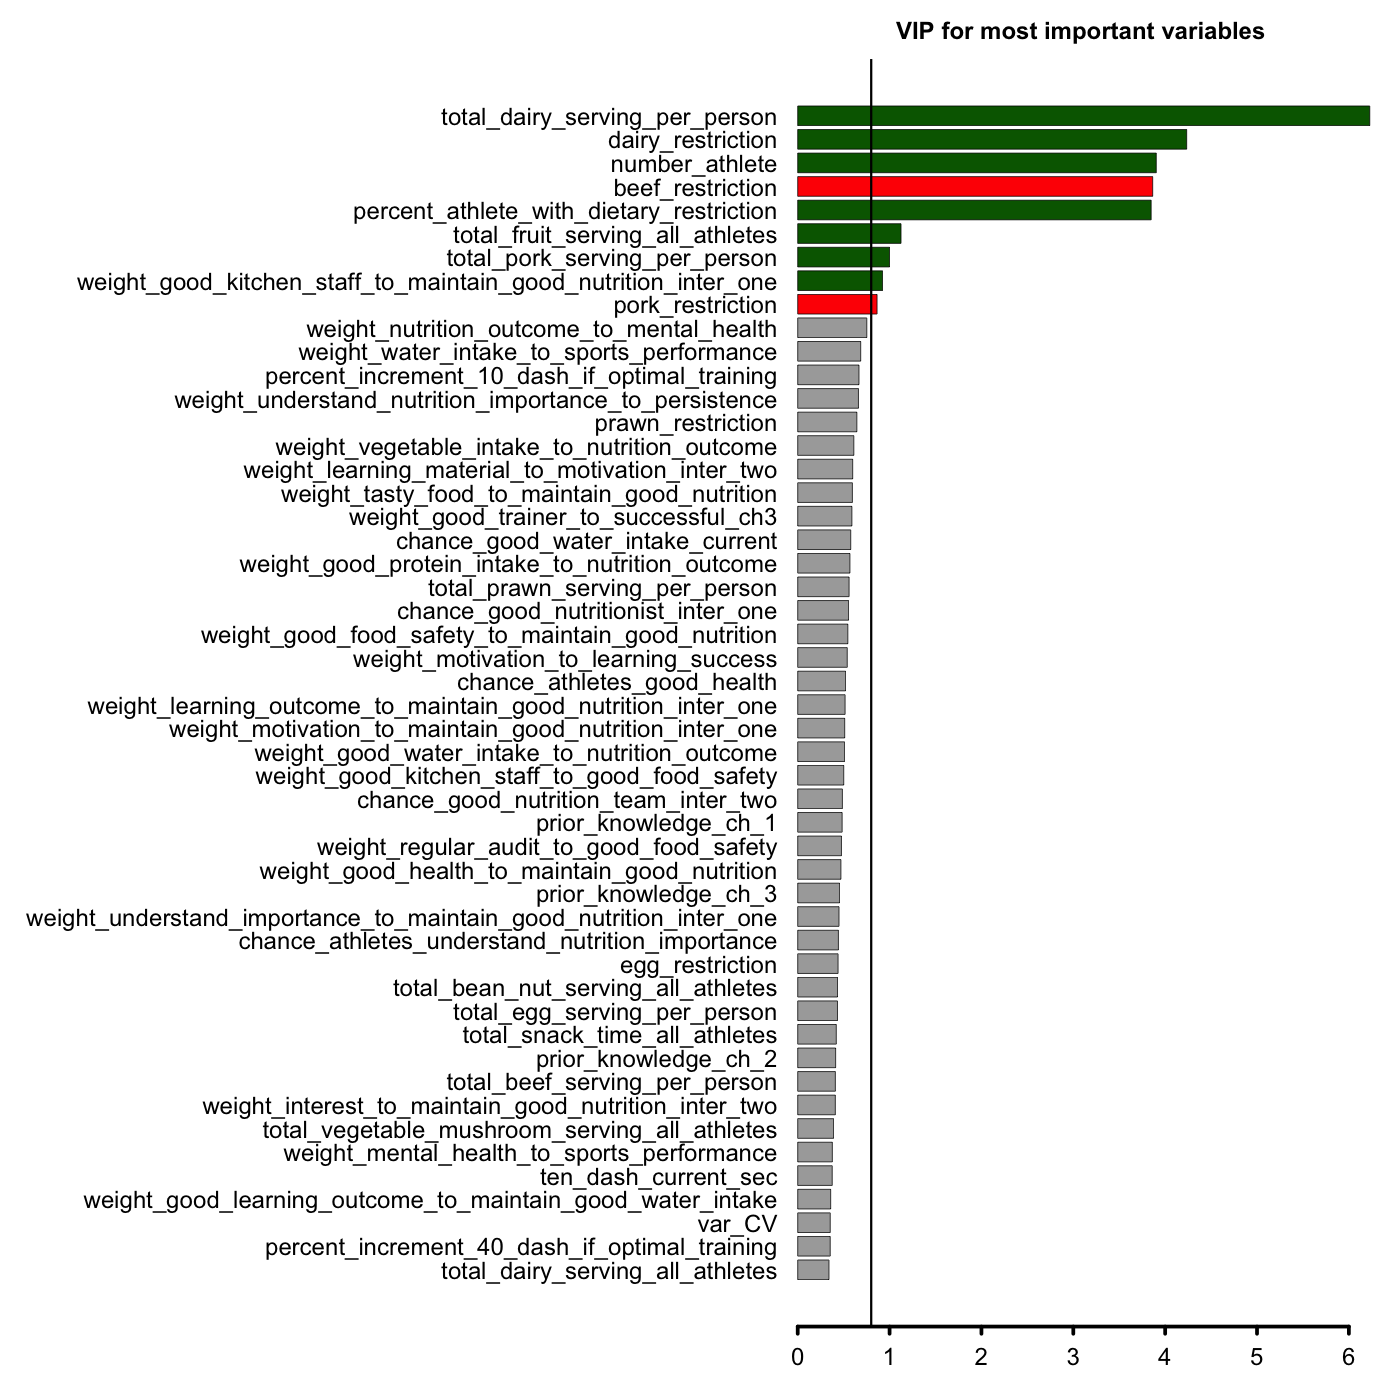 VIP for most important variables
total_dairy_serving_per_person
dairy_restriction
number_athlete
beef_restriction
percent_athlete_with_dietary_restriction
total_fruit_serving_all_athletes
total_pork_serving_per_person
weight_good_kitchen_staff_to_maintain_good_nutrition_inter_one
pork_restriction
weight_nutrition_outcome_to_mental_health
weight_water_intake_to_sports_performance
percent_increment_10_dash_if_optimal_training
weight_understand_nutrition_importance_to_persistence
prawn_restriction
weight_vegetable_intake_to_nutrition_outcome
weight_learning_material_to_motivation_inter_two
weight_tasty_food_to_maintain_good_nutrition
weight_good_trainer_to_successful_ch3
chance_good_water_intake_current
weight_good_protein_intake_to_nutrition_outcome
total_prawn_serving_per_person
chance_good_nutritionist_inter_one
weight_good_food_safety_to_maintain_good_nutrition
weight_motivation_to_learning_success
chance_athletes_good_health
weight_learning_outcome_to_maintain_good_nutrition_inter_one
weight_motivation_to_maintain_good_nutrition_inter_one
weight_good_water_intake_to_nutrition_outcome
weight_good_kitchen_staff_to_good_food_safety
chance_good_nutrition_team_inter_two
prior_knowledge_ch_1
weight_regular_audit_to_good_food_safety
weight_good_health_to_maintain_good_nutrition
prior_knowledge_ch_3
weight_understand_importance_to_maintain_good_nutrition_inter_one
chance_athletes_understand_nutrition_importance
egg_restriction
total_bean_nut_serving_all_athletes
total_egg_serving_per_person
total_snack_time_all_athletes
prior_knowledge_ch_2
total_beef_serving_per_person
weight_interest_to_maintain_good_nutrition_inter_two
total_vegetable_mushroom_serving_all_athletes
weight_mental_health_to_sports_performance
ten_dash_current_sec
weight_good_learning_outcome_to_maintain_good_water_intake
var_CV
percent_increment_40_dash_if_optimal_training
total_dairy_serving_all_athletes
0 1 2 3 4 5 6